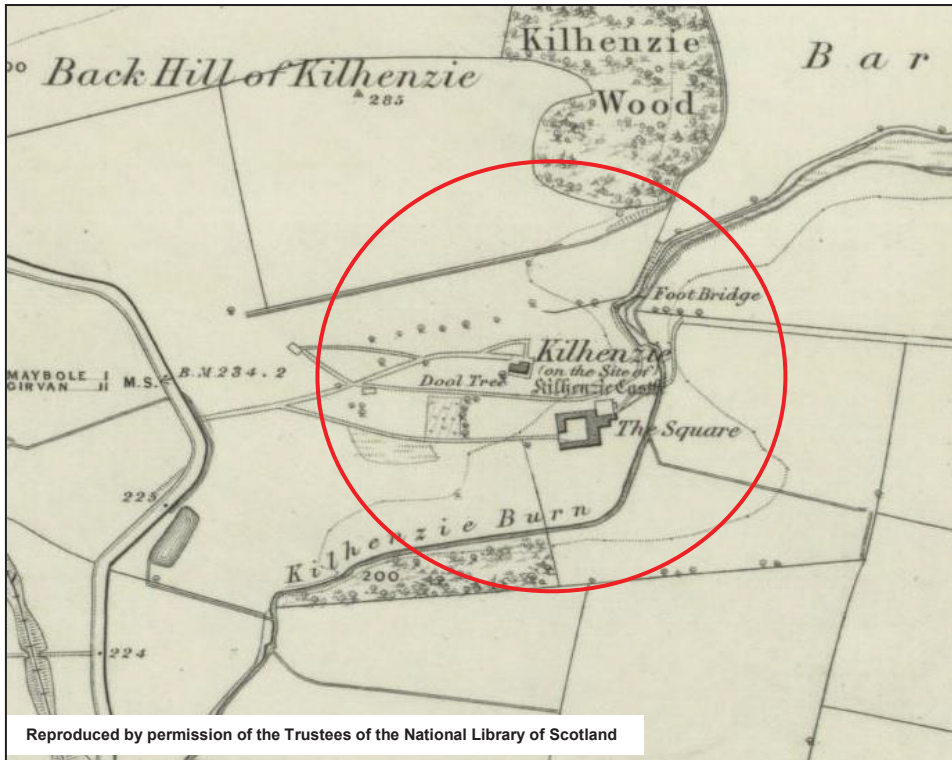 Kilhenzie
Wood
Bar
00
Back Hill of Kilhenzie
285
Foot Bridge
Kilhenzie
(on the Site of)
Kilhenzie Castle
MAYBOLE I
GIRVAN
M.S.
B.M.234.2
Dool Tree
The Square
225
Kilhenzie Burn
200
224
Reproduced by permission of the Trustees of the National Library of Scotland